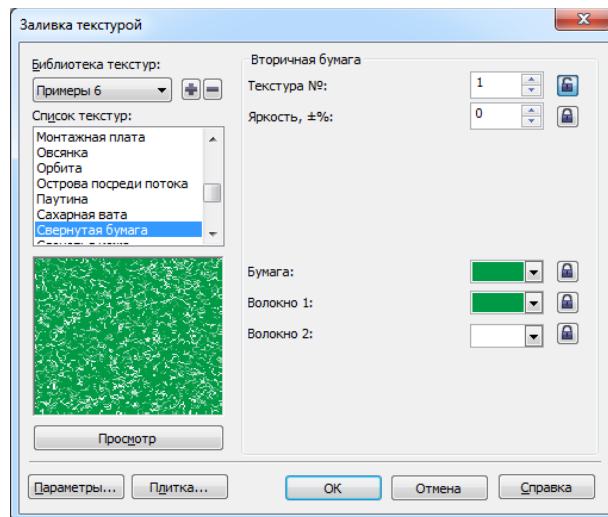 Заливка текстурой
Библиотека текстур:
Примеры 6
Список текстур:
Монтажная плата
Овсянка
Орбита
Острова посреди потока
Паутина
Сахарная вата
Свернутая бумага
Просмотр
Вторичная бумага
Текстура №: 1
Яркость, ±%: 0
Бумага:
Волокно 1:
Волокно 2:
Параметры... Плитка... ОК Отмена Справка